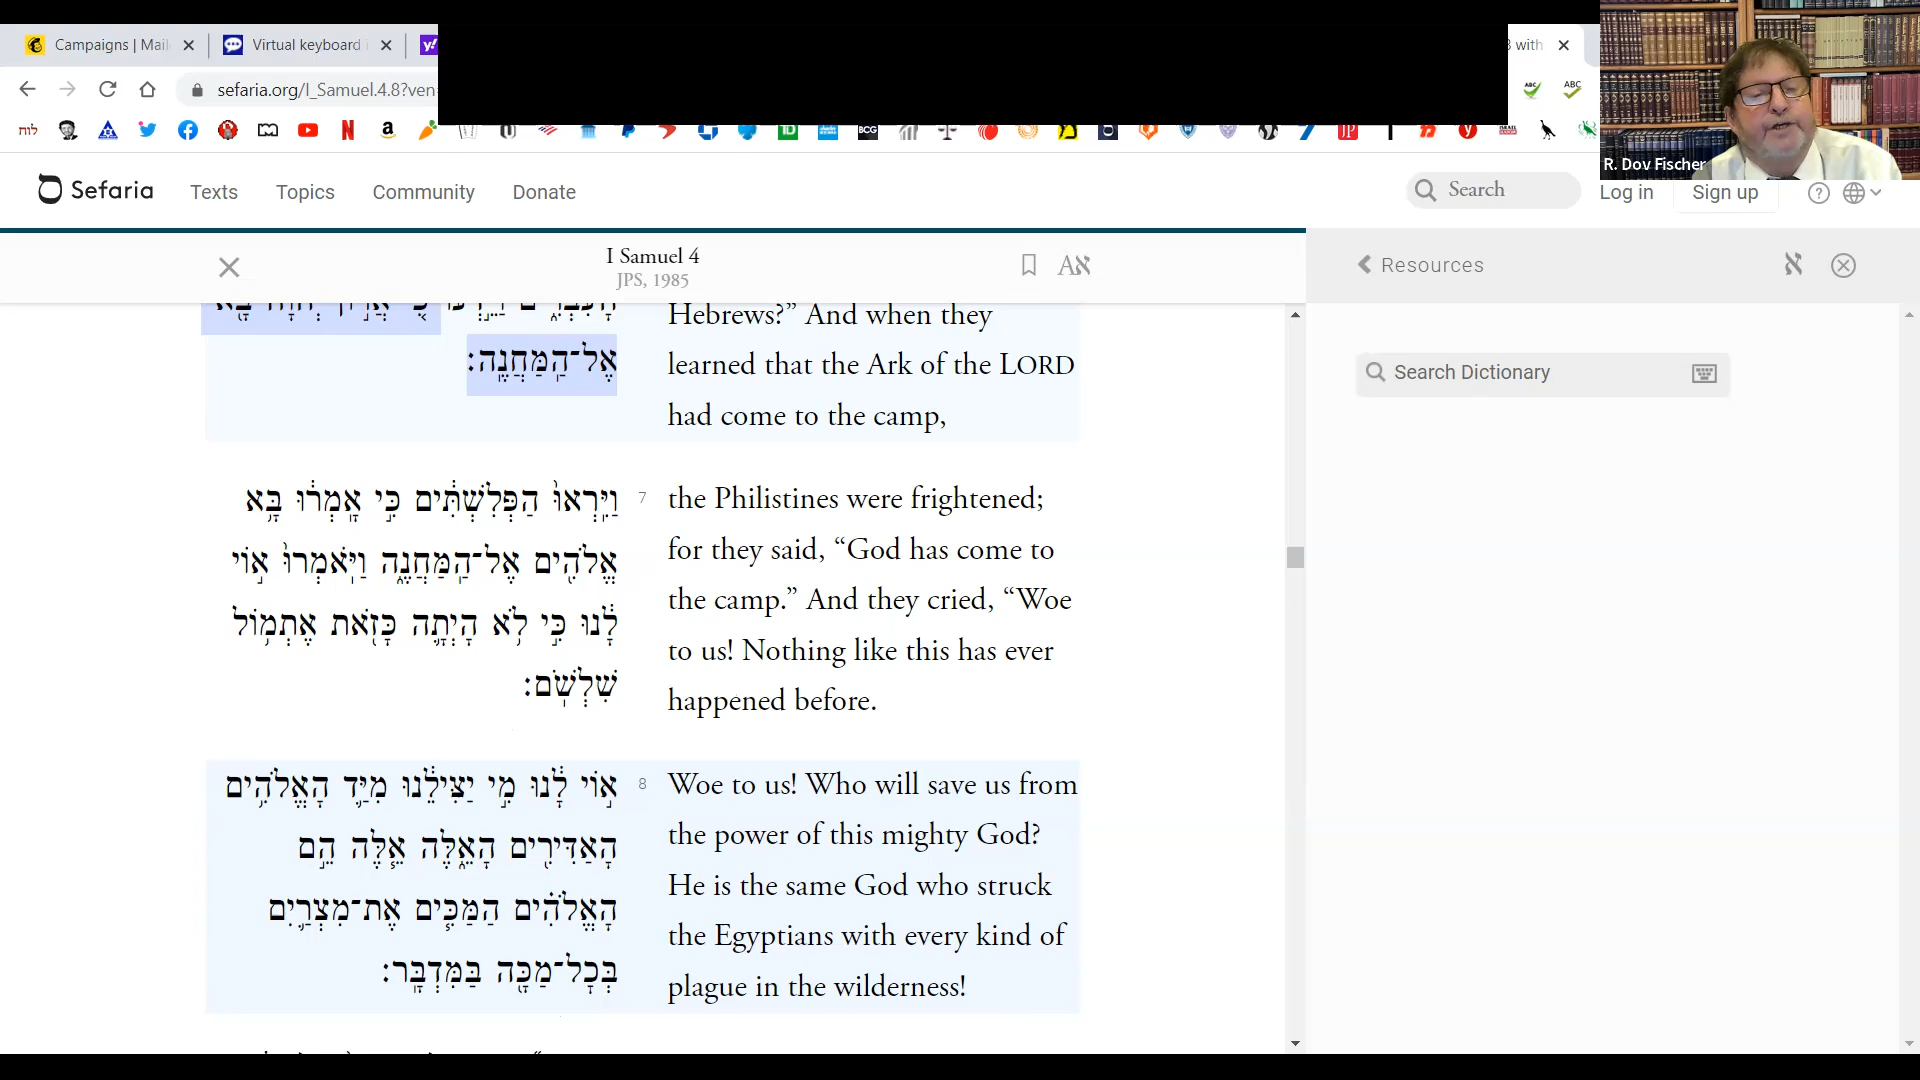 Campaigns | Mail
Virtual keyboard i
3 with
sefaria.org/I_Samuel.4.8?ven
R. Dov Fischer
Sefaria
Texts
Topics
Community
Donate
Search
Log in
Sign up
I Samuel 4
JPS, 1985
Resources
Search Dictionary
אֶל־הַֽמַּחֲנֶֽה׃
Hebrews?” And when they
learned that the Ark of the LORD
had come to the camp,
7
וַיִּֽרְאוּ֙ הַפְּלִשְׁתִּ֔ים כִּ֣י אָֽמְר֔וּ בָּ֥א
אֱלֹהִ֖ים אֶל־הַֽמַּחֲנֶ֑ה וַיֹּֽאמְרוּ֙ א֣וֹי
לָ֔נוּ כִּ֣י לֹ֥א הָיְתָ֛ה כָּזֹ֖את אֶתְמ֥וֹל
שִׁלְשֹֽׁם׃
the Philistines were frightened;
for they said, “God has come to
the camp.” And they cried, “Woe
to us! Nothing like this has ever
happened before.
8
א֣וֹי לָ֔נוּ מִ֣י יַצִּילֵ֔נוּ מִיַּ֛ד הָאֱלֹהִ֥ים
הָאַדִּירִ֖ים הָאֵ֑לֶּה אֵ֧לֶּה הֵ֣ם
הָאֱלֹהִ֗ים הַמַּכִּ֧ים אֶת־מִצְרַ֛יִם
בְּכָל־מַכָּ֖ה בַּמִּדְבָּֽר׃
Woe to us! Who will save us from
the power of this mighty God?
He is the same God who struck
the Egyptians with every kind of
plague in the wilderness!